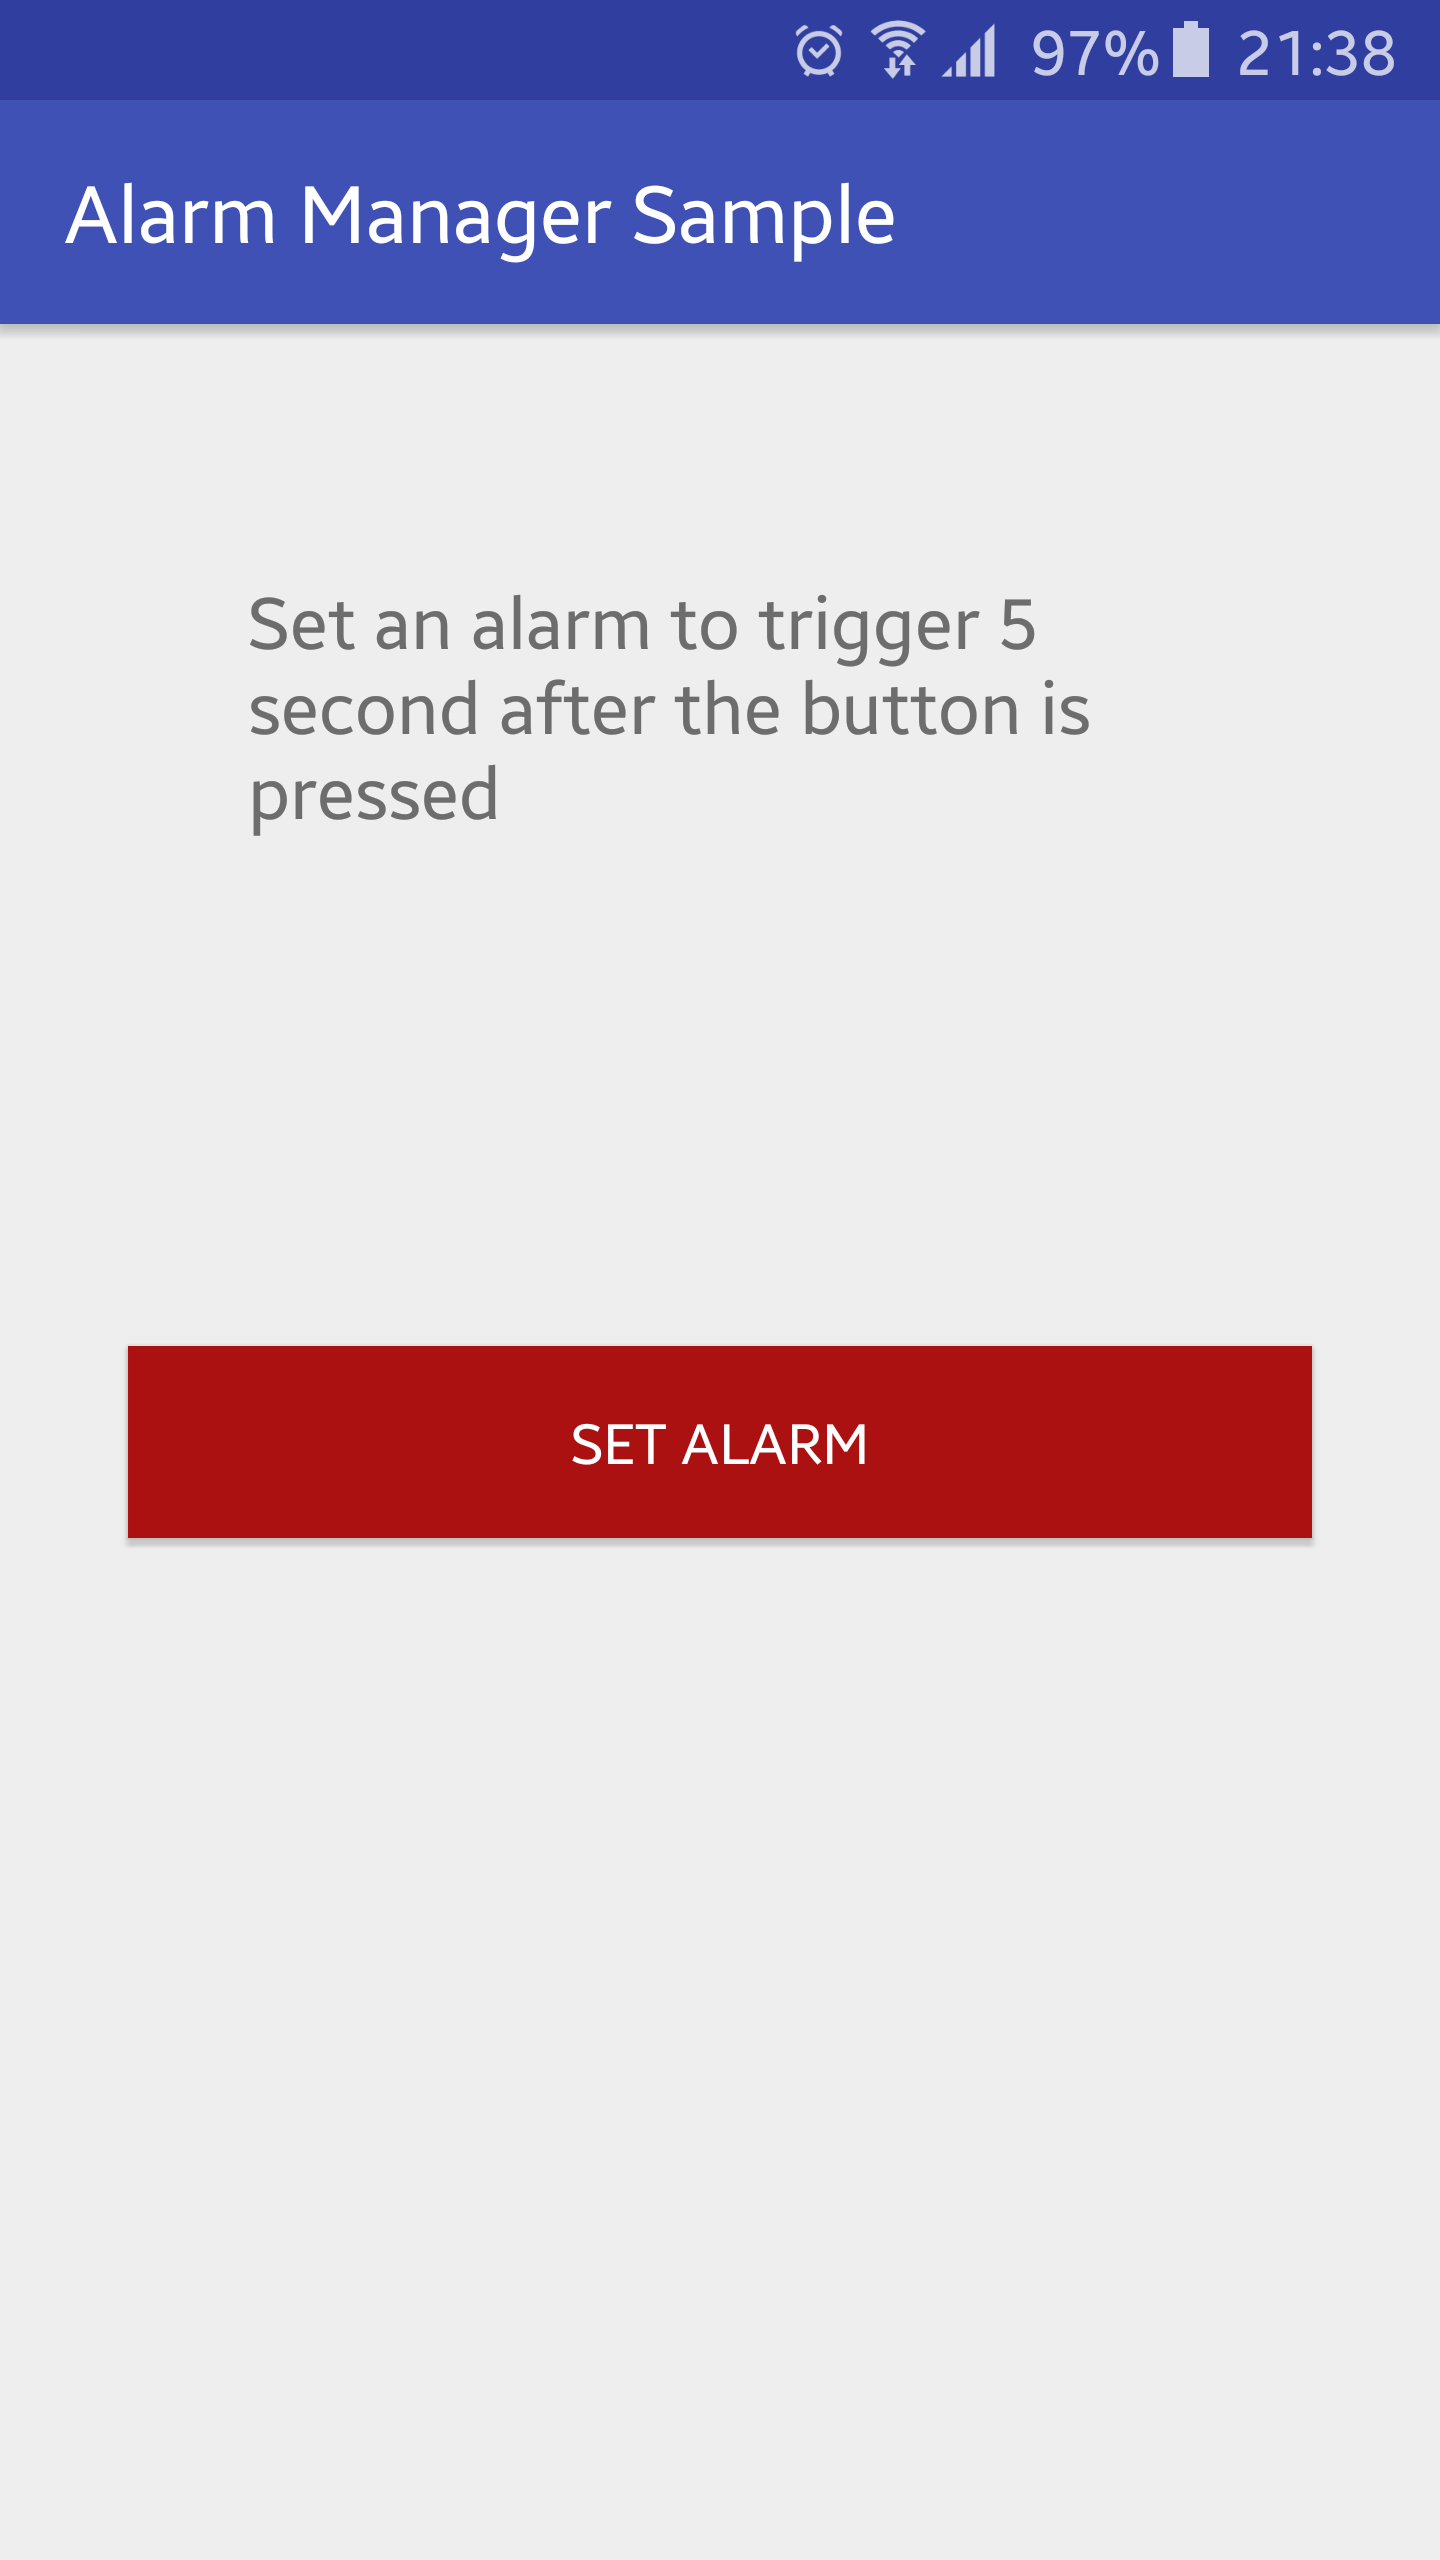 97% 21:38
Alarm Manager Sample
Set an alarm to trigger 5
second after the button is
pressed
SET ALARM